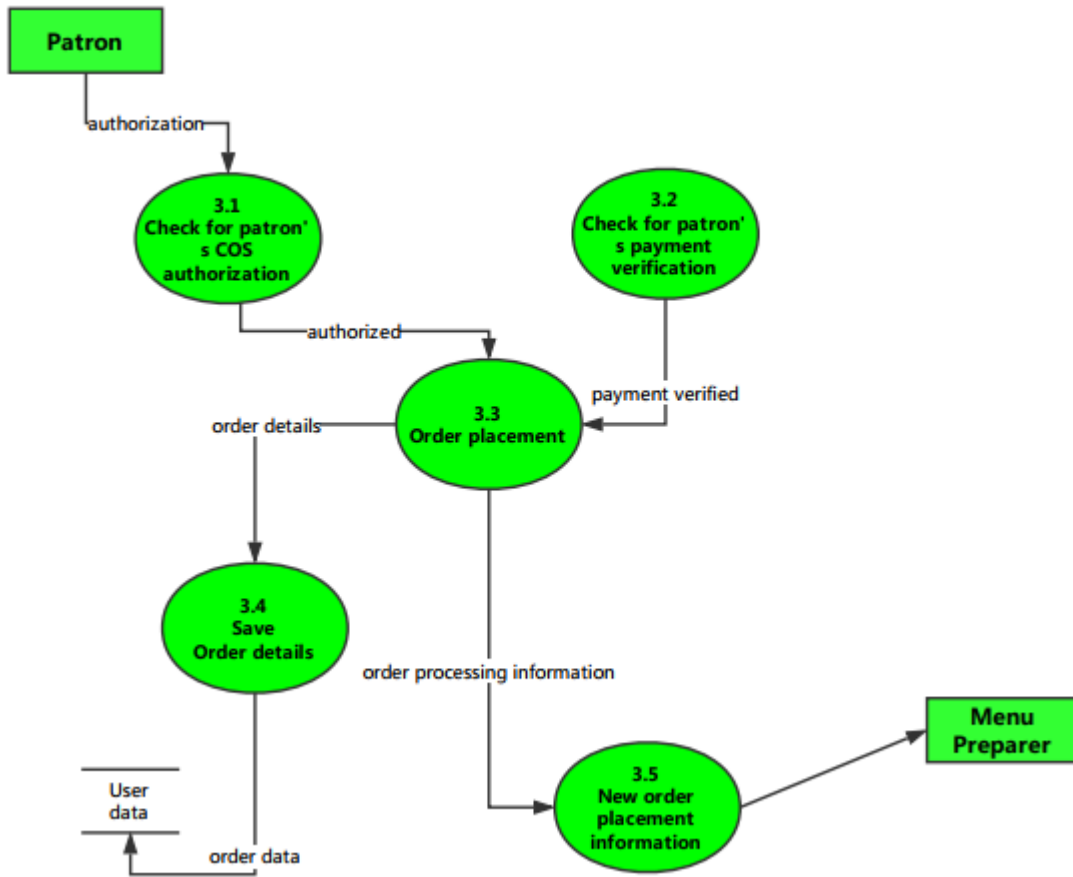 Patron
authorization
3.1
Check for patron'
s COS
authorization
3.2
Check for patron'
s payment
verification
authorized
payment verified
3.3
Order placement
order details
3.4
Save
Order details
order processing information
Menu
Preparer
3.5
New order
placement
information
User
data
order data